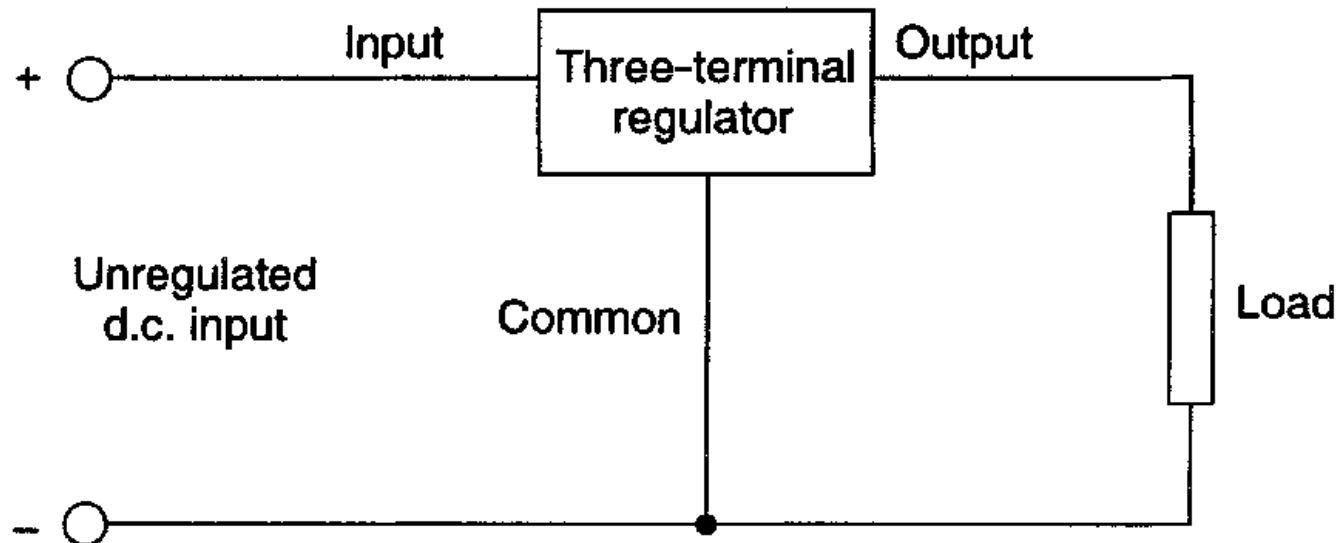 Input
Output
+
Three-terminal
regulator
Unregulated
d.c. input
Common
Load
–